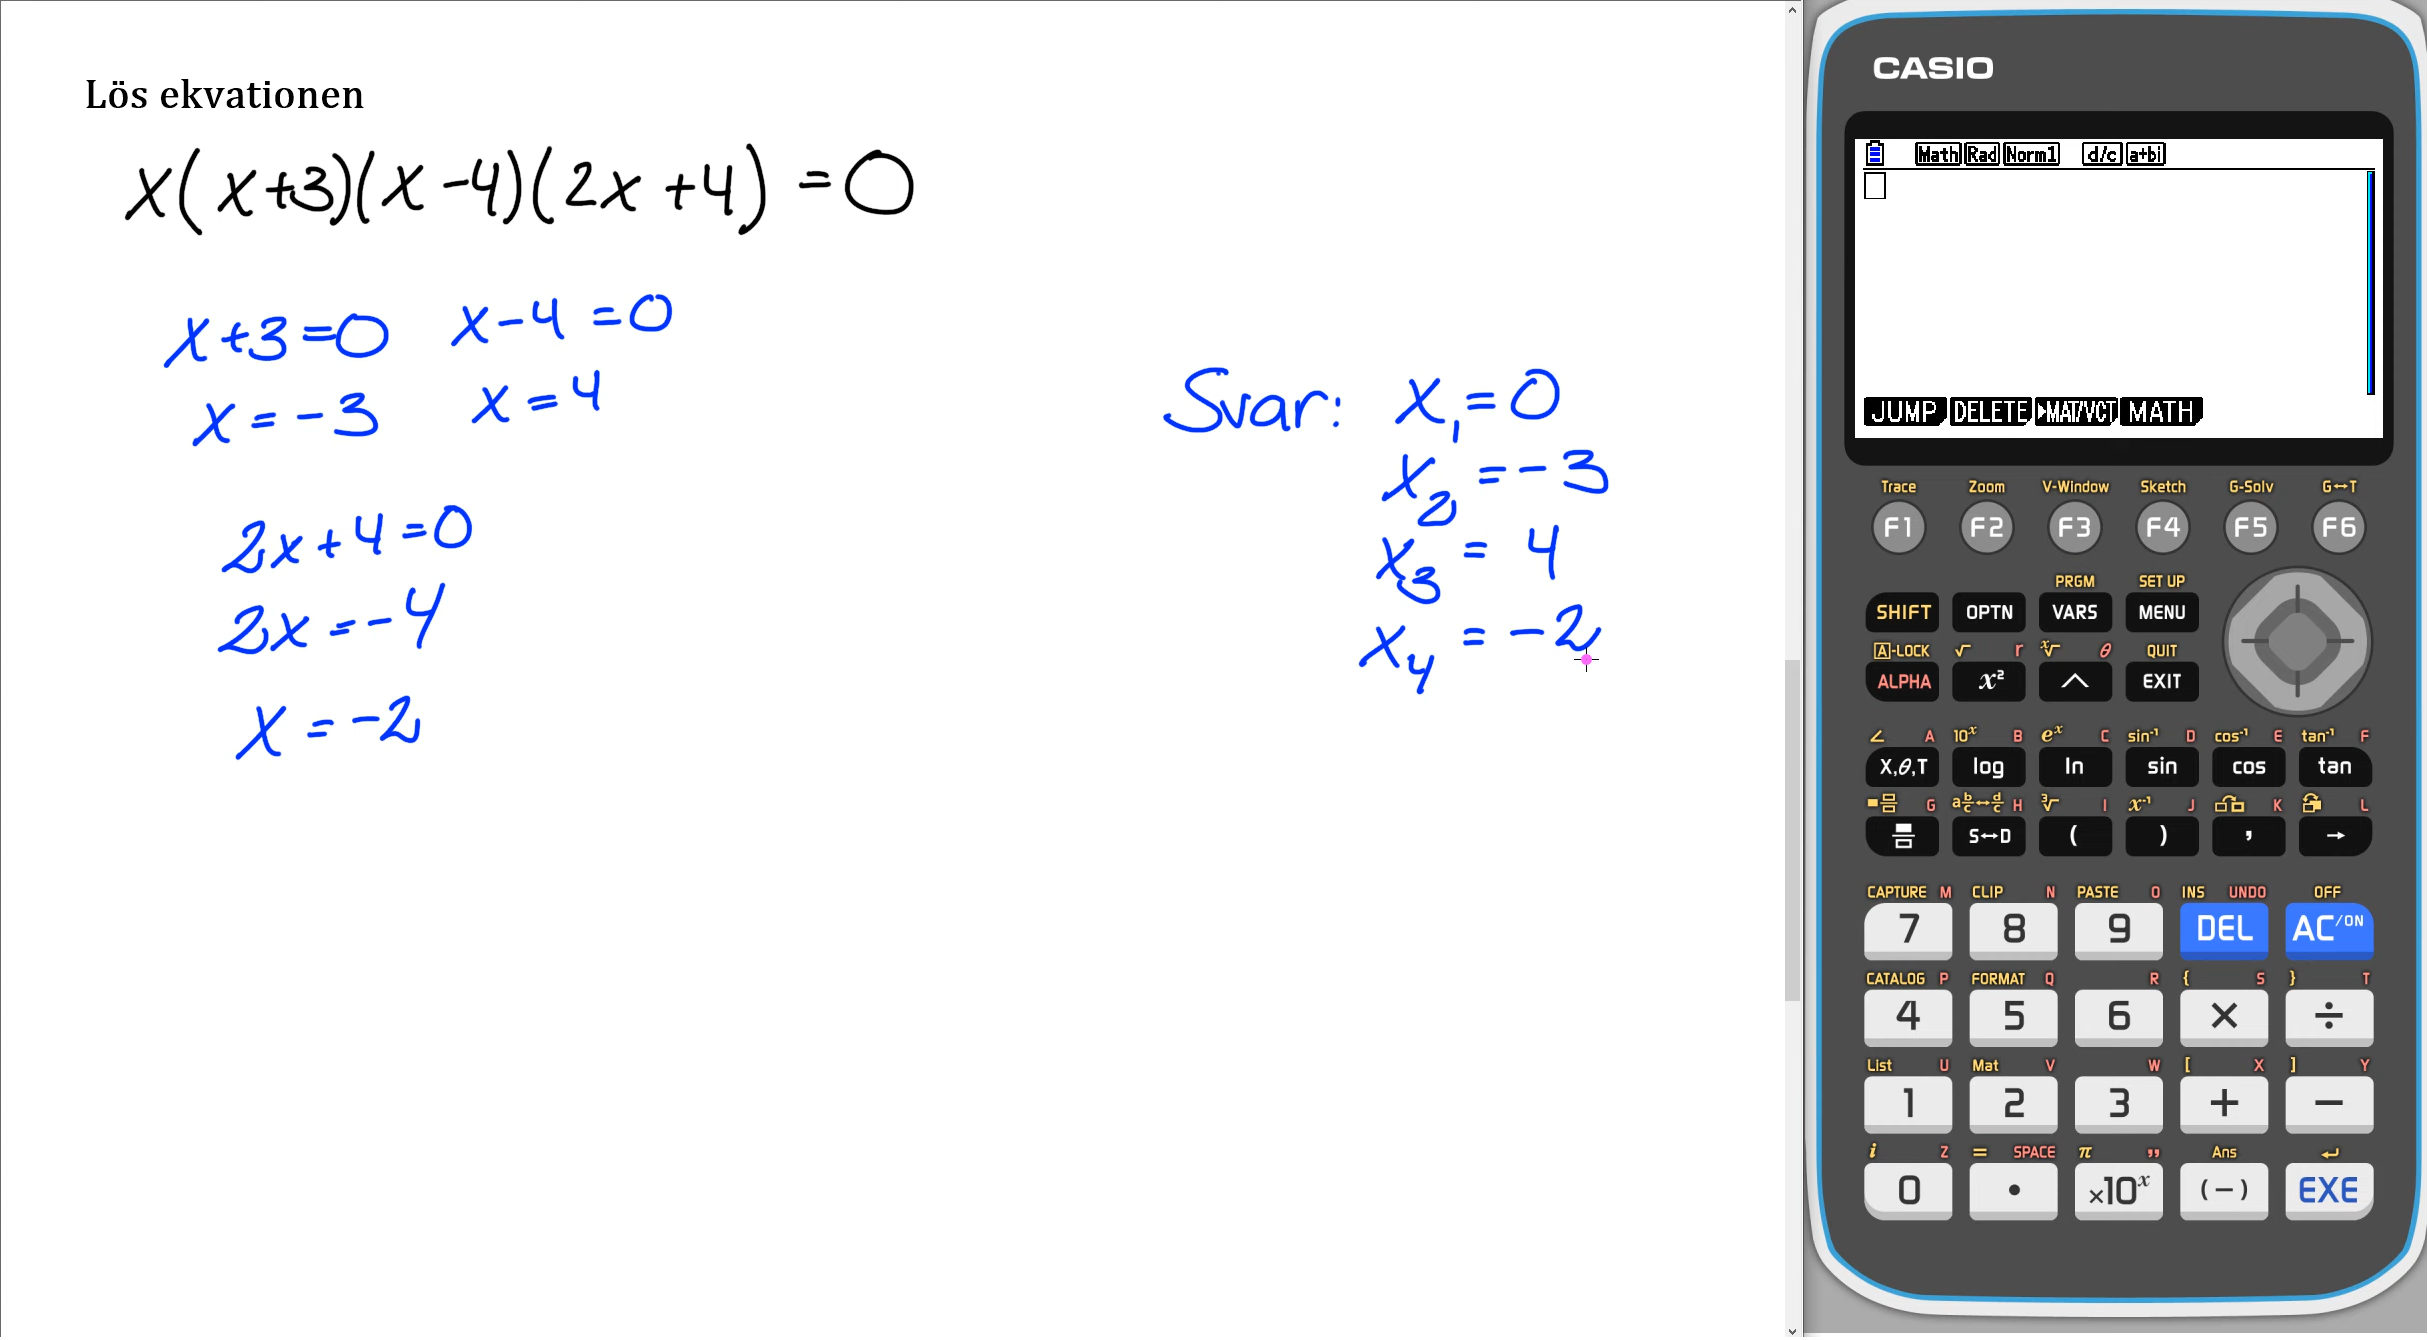 Lös ekvationen
x(x+3)(x-4)(2x+4) = 0
x+3=0 x-4=0
x=-3 x=4
2x+4=0
2x=-4
x=-2
Svar: x₁=0
x₂=-3
x₃=4
x₄=-2
CASIO
Math Rad Norm1 d/c a+bi
JUMP DELETE ▶MAT/VCT MATH
Trace Zoom V-Window Sketch G-Solv G↔T
F1 F2 F3 F4 F5 F6
PRGM SET UP
SHIFT OPTN VARS MENU
A-LOCK √ r ˣ√ θ QUIT
ALPHA x² ^ EXIT
∠ A 10ˣ B eˣ C sin⁻¹ D cos⁻¹ E tan⁻¹ F
X,θ,T log ln sin cos tan
G a b/c↔d/c H ³√ I x⁻¹ J K L
S↔D ( ) , →
CAPTURE M CLIP N PASTE O INS UNDO OFF
7 8 9 DEL AC/ON
CATALOG P FORMAT Q R { S } T
4 5 6 × ÷
List U Mat V W [ X ] Y
1 2 3 + −
i Z = SPACE π " Ans ↵
0 • ×10ˣ (−) EXE